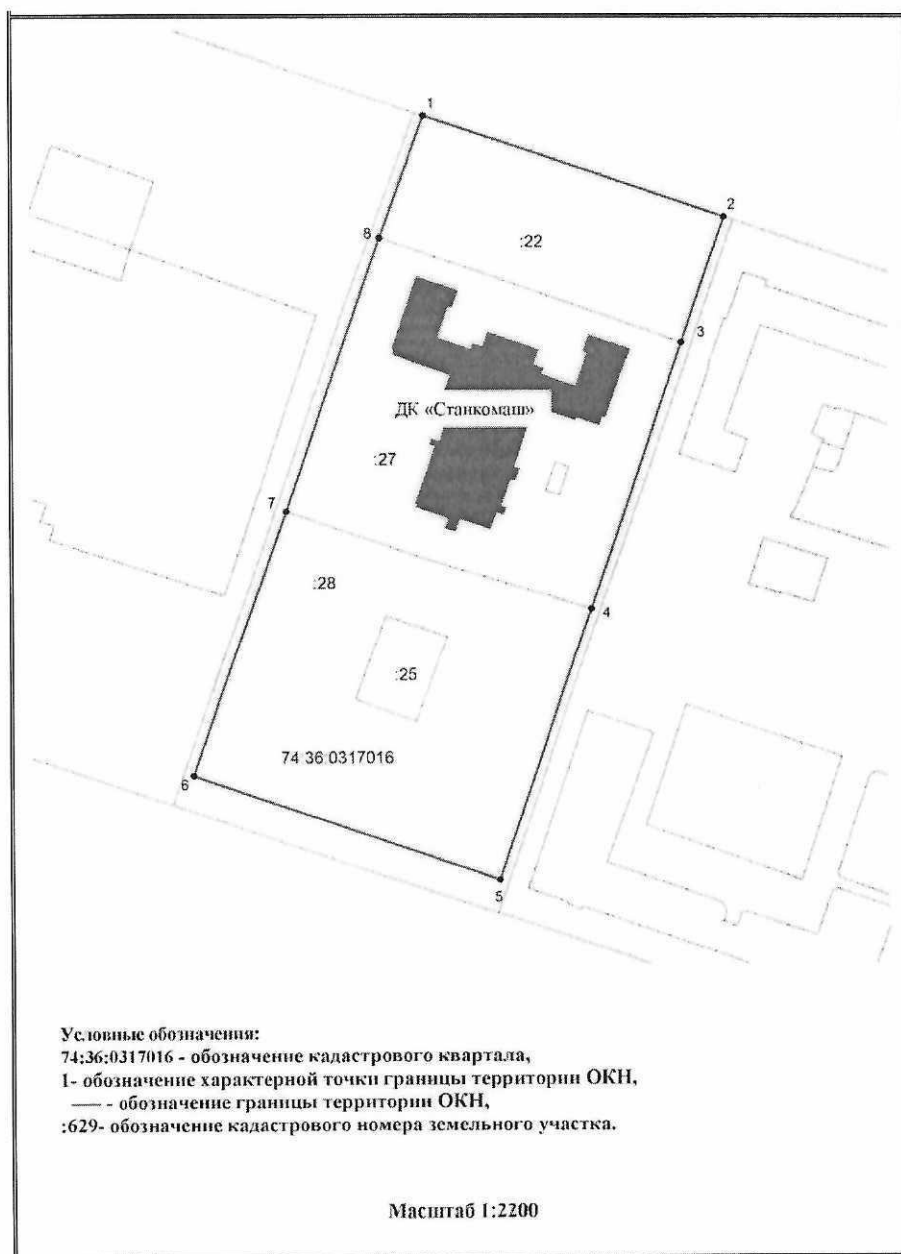 1
2
:22
8
3
ДК «Станкомаш»
:27
7
:28
4
:25
74:36:0317016
6
5
Условные обозначения:
74:36:0317016 - обозначение кадастрового квартала,
1- обозначение характерной точки границы территории ОКН,
—— - обозначение границы территории ОКН,
:629- обозначение кадастрового номера земельного участка.
Масштаб 1:2200